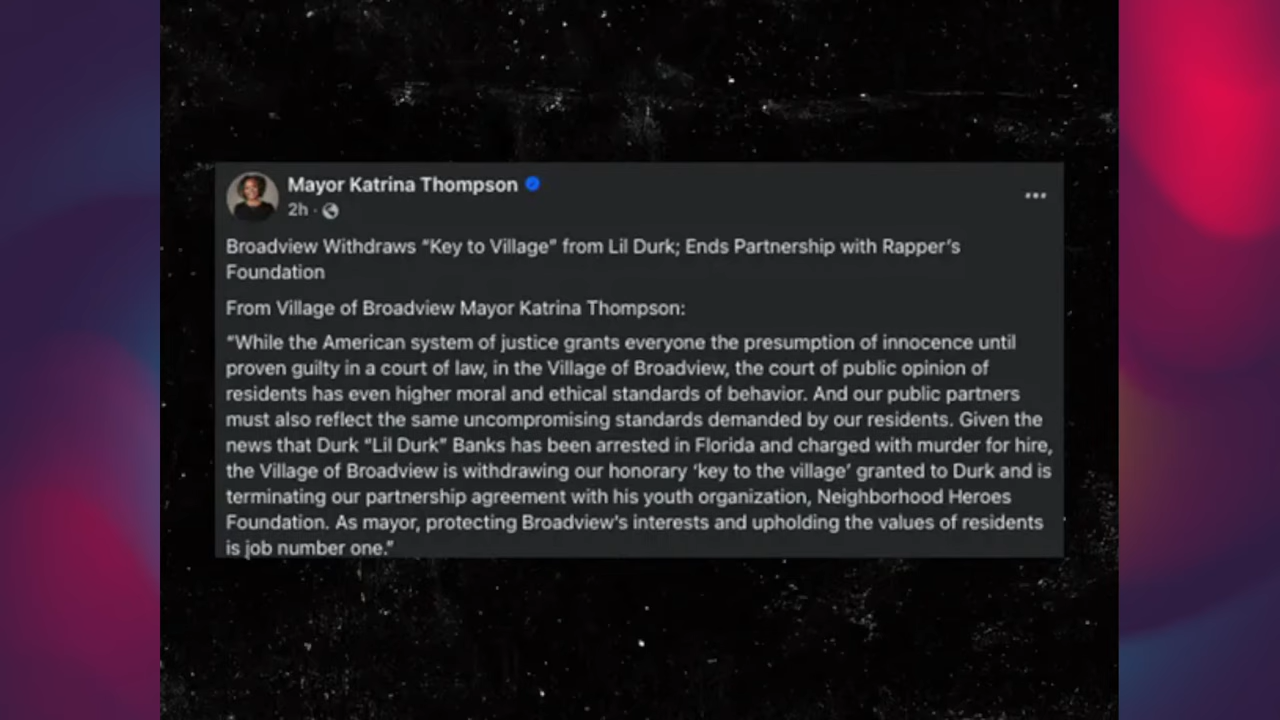 Mayor Katrina Thompson
2h ·
Broadview Withdraws “Key to Village” from Lil Durk; Ends Partnership with Rapper’s
Foundation
From Village of Broadview Mayor Katrina Thompson:
“While the American system of justice grants everyone the presumption of innocence until
proven guilty in a court of law, in the Village of Broadview, the court of public opinion of
residents has even higher moral and ethical standards of behavior. And our public partners
must also reflect the same uncompromising standards demanded by our residents. Given the
news that Durk “Lil Durk” Banks has been arrested in Florida and charged with murder for hire,
the Village of Broadview is withdrawing our honorary ‘key to the village’ granted to Durk and is
terminating our partnership agreement with his youth organization, Neighborhood Heroes
Foundation. As mayor, protecting Broadview’s interests and upholding the values of residents
is job number one.”